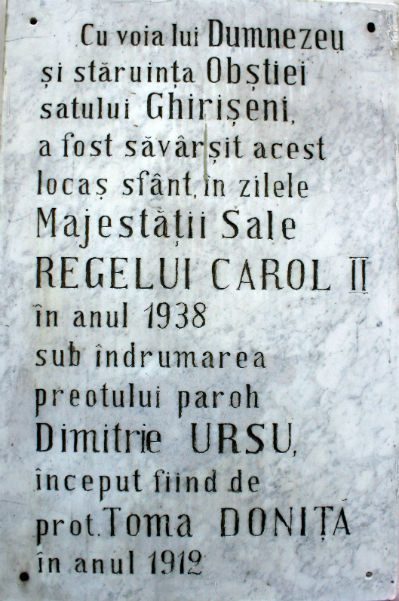 Cu voia lui Dumnezeu
și stăruința Obștiei
satului Ghirișeni,
a fost săvârșit acest
locaș sfânt, în zilele
Majestății Sale
REGELUI CAROL II
în anul 1938
sub îndrumarea
preotului paroh
Dimitrie URSU,
început fiind de
prot. Toma DONIȚĂ
în anul 1912